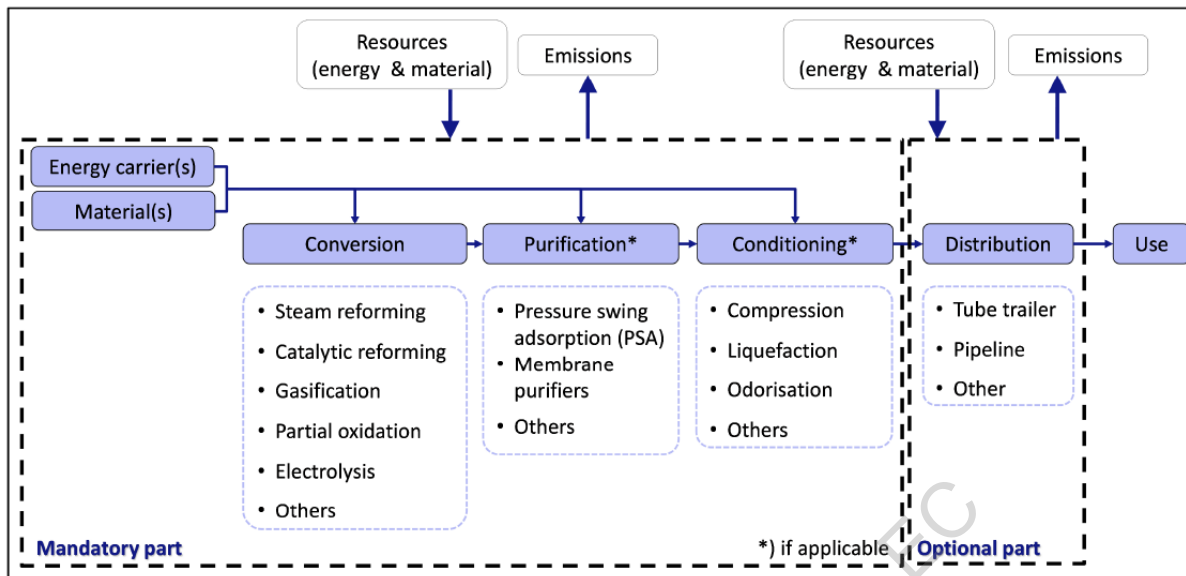 Resources
(energy & material)
Emissions
Resources
(energy & material)
Emissions
Energy carrier(s)
Material(s)
Conversion
Purification*
Conditioning*
Distribution
Use
• Steam reforming
• Catalytic reforming
• Gasification
• Partial oxidation
• Electrolysis
• Others
• Pressure swing
adsorption (PSA)
• Membrane
purifiers
• Others
• Compression
• Liquefaction
• Odorisation
• Others
• Tube trailer
• Pipeline
• Other
Mandatory part
*) if applicable
Optional part
EC